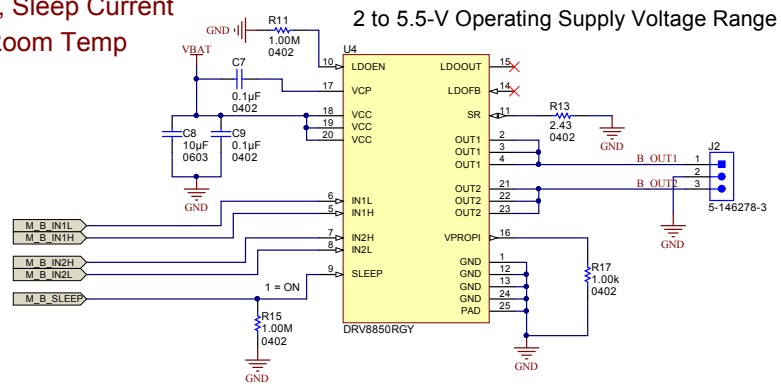 , Sleep Current
Room Temp
2 to 5.5-V Operating Supply Voltage Range
GND
R11
1.00M
0402
VBAT
C7
0.1µF
0402
C8
10µF
0603
C9
0.1µF
0402
GND
U4
10 LDOEN LDOOUT 15
17 VCP LDOFB 14
18 VCC SR 11
19 VCC OUT1 2
20 VCC OUT1 3
OUT1 4
OUT2 21
6 IN1L OUT2 22
5 IN1H OUT2 23
7 IN2H VPROPI 16
8 IN2L
9 SLEEP GND 1
GND 12
GND 13
GND 24
PAD 25
DRV8850RGY
R13
2.43
0402
GND
B_OUT1
B_OUT2
J2
1
2
3
5-146278-3
GND
R17
1.00k
0402
GND
M_B_IN1L
M_B_IN1H
M_B_IN2H
M_B_IN2L
M_B_SLEEP
1 = ON
R15
1.00M
0402
GND